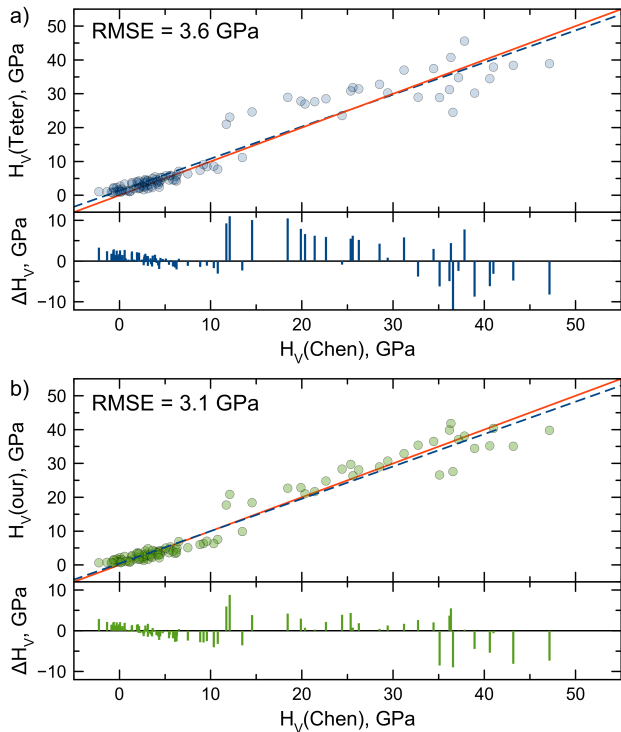 a)
RMSE = 3.6 GPa
H_V(Teter), GPa
50
40
30
20
10
0
ΔH_V, GPa
10
0
−10
0 10 20 30 40 50
H_V(Chen), GPa
b)
RMSE = 3.1 GPa
H_V(our), GPa
50
40
30
20
10
0
ΔH_V, GPa
10
0
−10
0 10 20 30 40 50
H_V(Chen), GPa